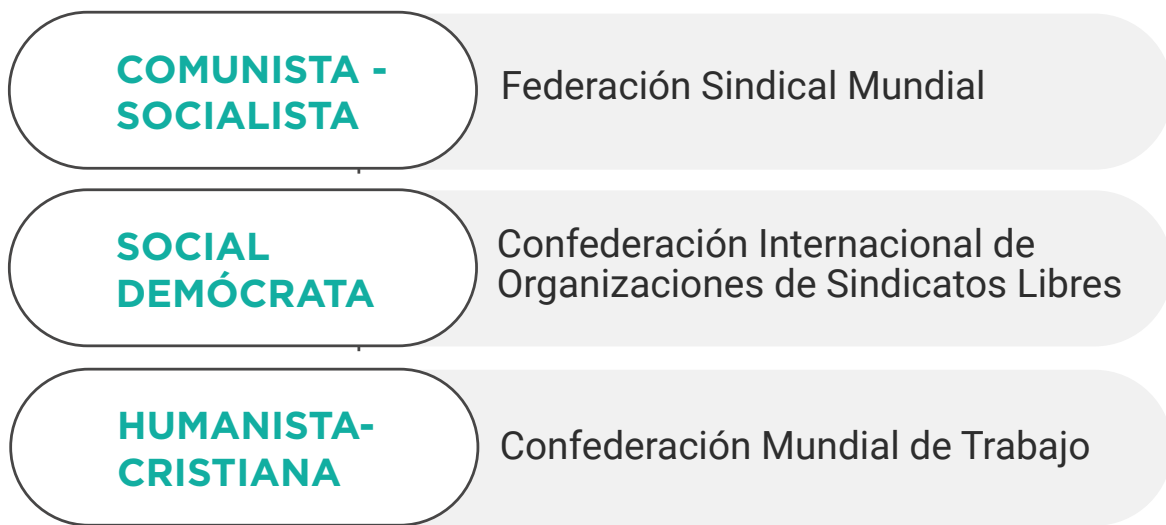 COMUNISTA -
SOCIALISTA
Federación Sindical Mundial
SOCIAL
DEMÓCRATA
Confederación Internacional de
Organizaciones de Sindicatos Libres
HUMANISTA-
CRISTIANA
Confederación Mundial de Trabajo